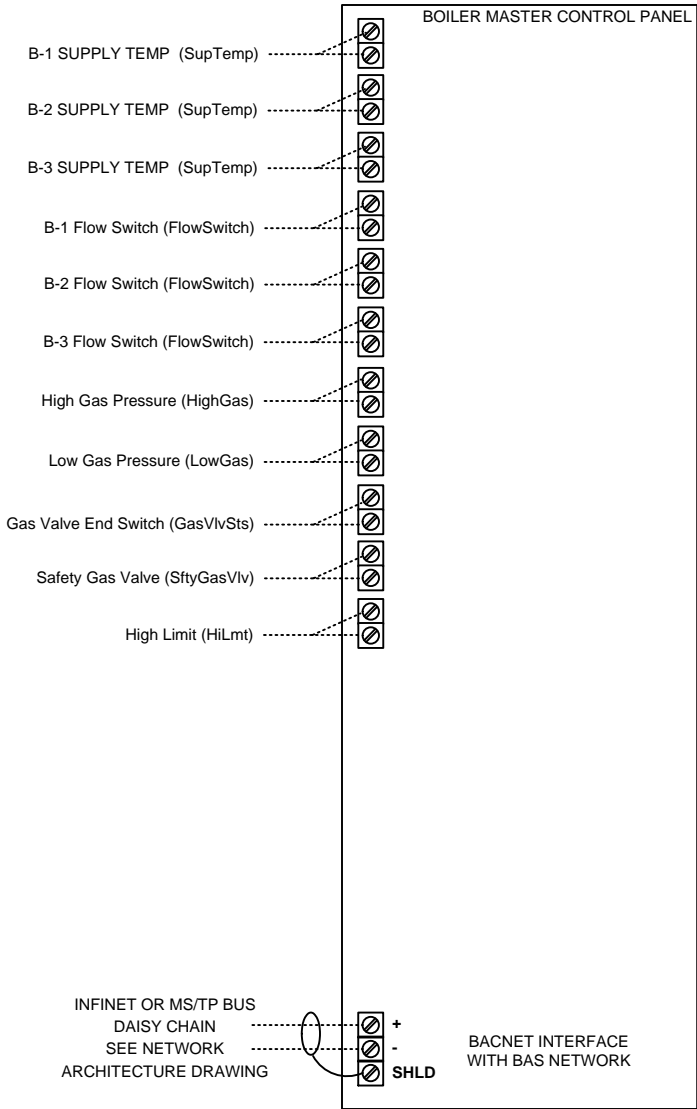 BOILER MASTER CONTROL PANEL
B-1 SUPPLY TEMP (SupTemp)
B-2 SUPPLY TEMP (SupTemp)
B-3 SUPPLY TEMP (SupTemp)
B-1 Flow Switch (FlowSwitch)
B-2 Flow Switch (FlowSwitch)
B-3 Flow Switch (FlowSwitch)
High Gas Pressure (HighGas)
Low Gas Pressure (LowGas)
Gas Valve End Switch (GasVlvSts)
Safety Gas Valve (SftyGasVlv)
High Limit (HiLmt)
INFINET OR MS/TP BUS
DAISY CHAIN
SEE NETWORK
ARCHITECTURE DRAWING
+
-
SHLD
BACNET INTERFACE
WITH BAS NETWORK